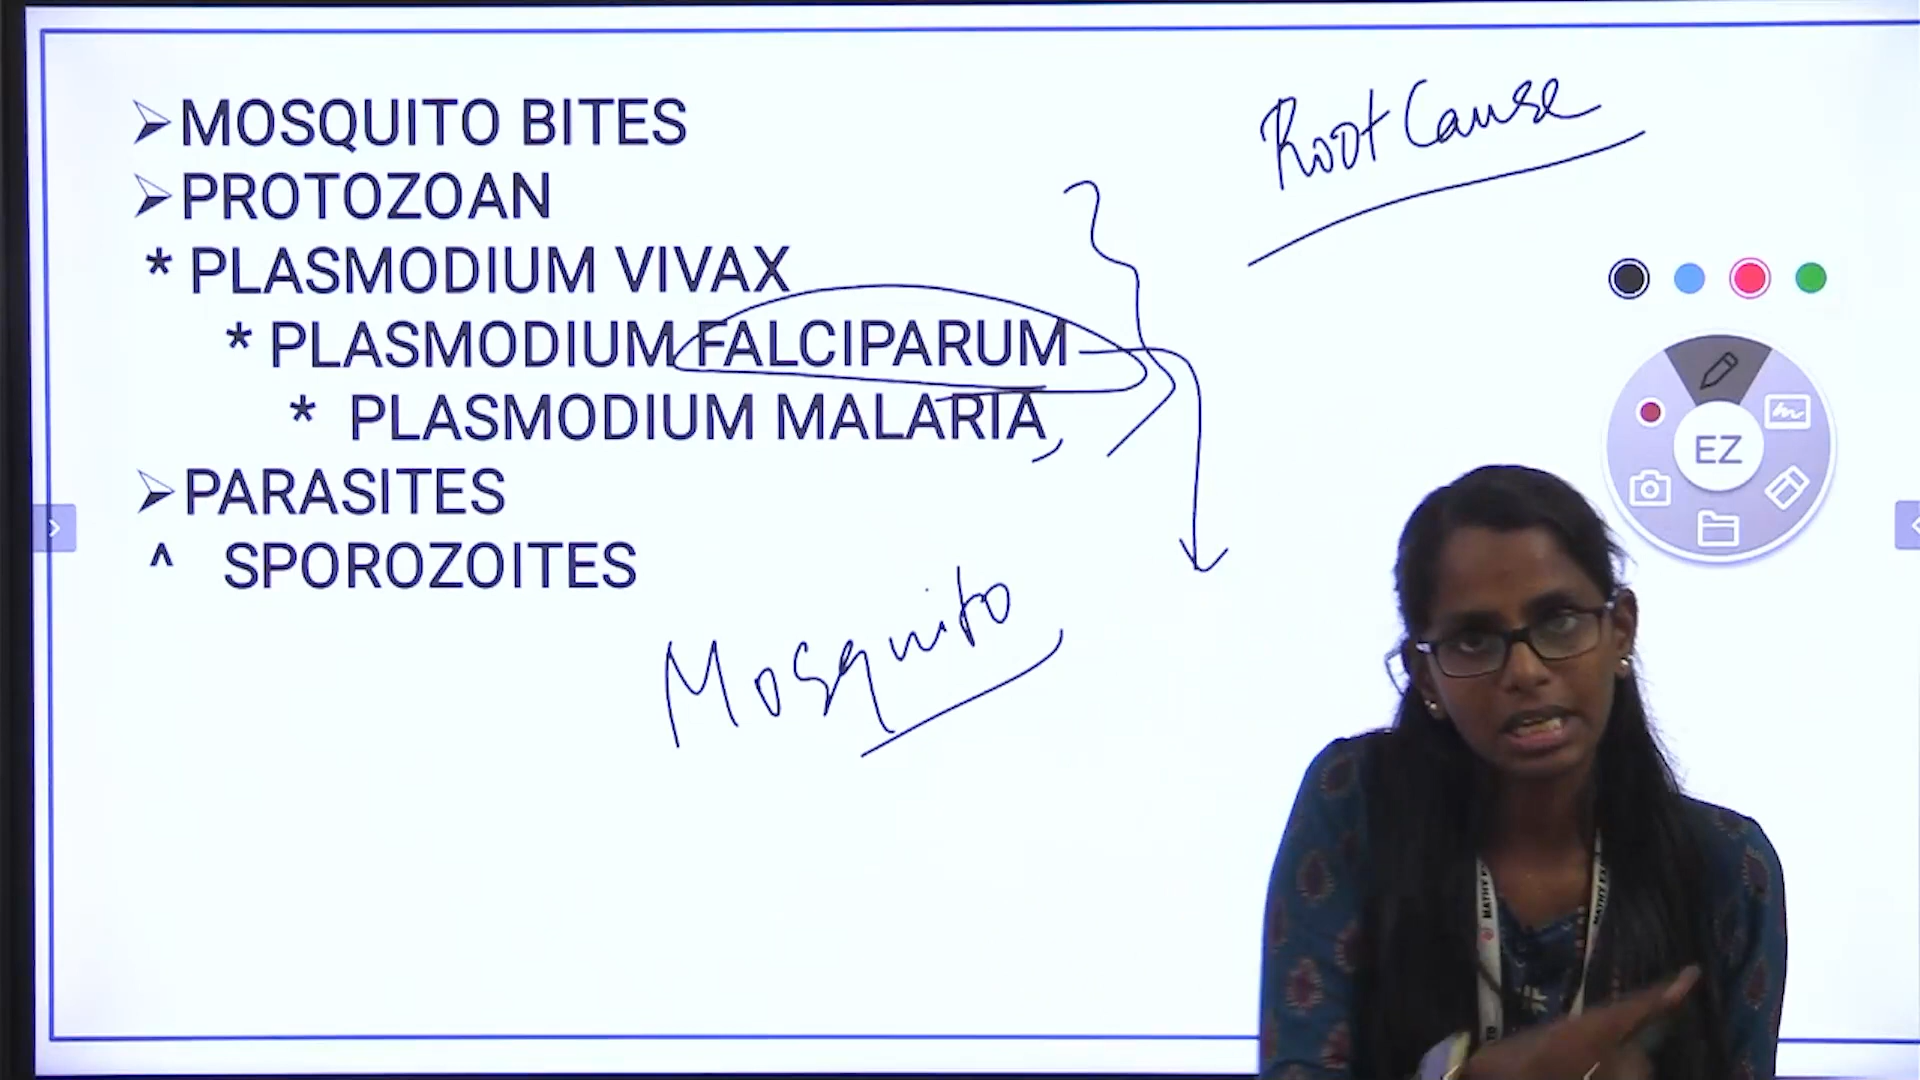 ➢MOSQUITO BITES
➢PROTOZOAN
* PLASMODIUM VIVAX
* PLASMODIUM FALCIPARUM
* PLASMODIUM MALARIA,
➢PARASITES
^ SPOROZOITES
Root Cause
Mosquito
EZ